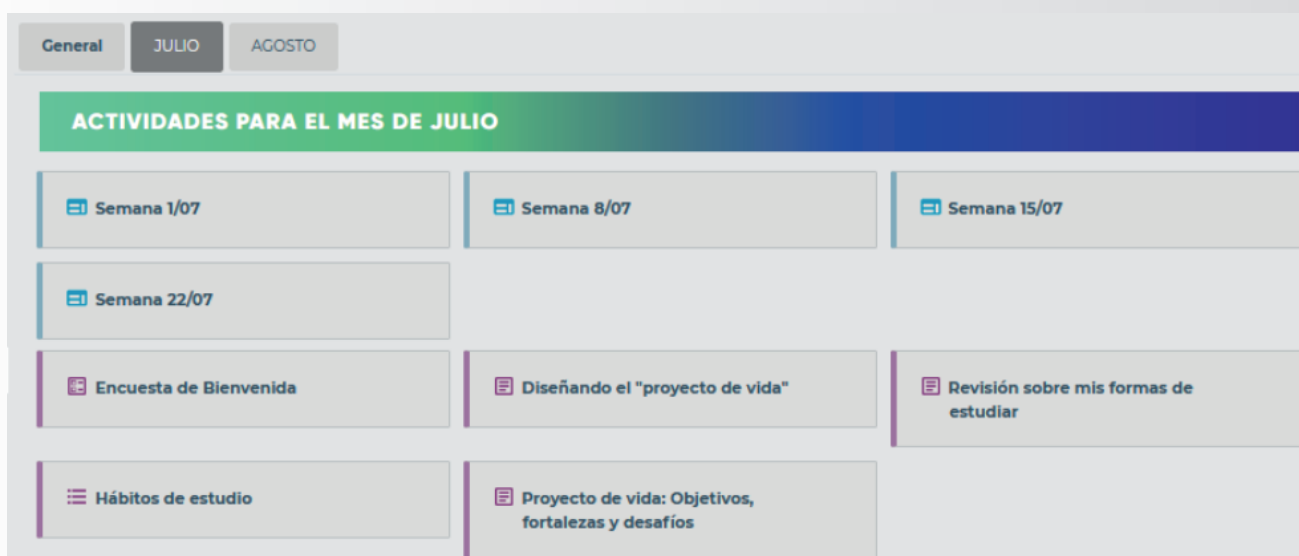 General
JULIO
AGOSTO
ACTIVIDADES PARA EL MES DE JULIO
Semana 1/07
Semana 8/07
Semana 15/07
Semana 22/07
Encuesta de Bienvenida
Diseñando el "proyecto de vida"
Revisión sobre mis formas de
estudiar
Hábitos de estudio
Proyecto de vida: Objetivos,
fortalezas y desafíos